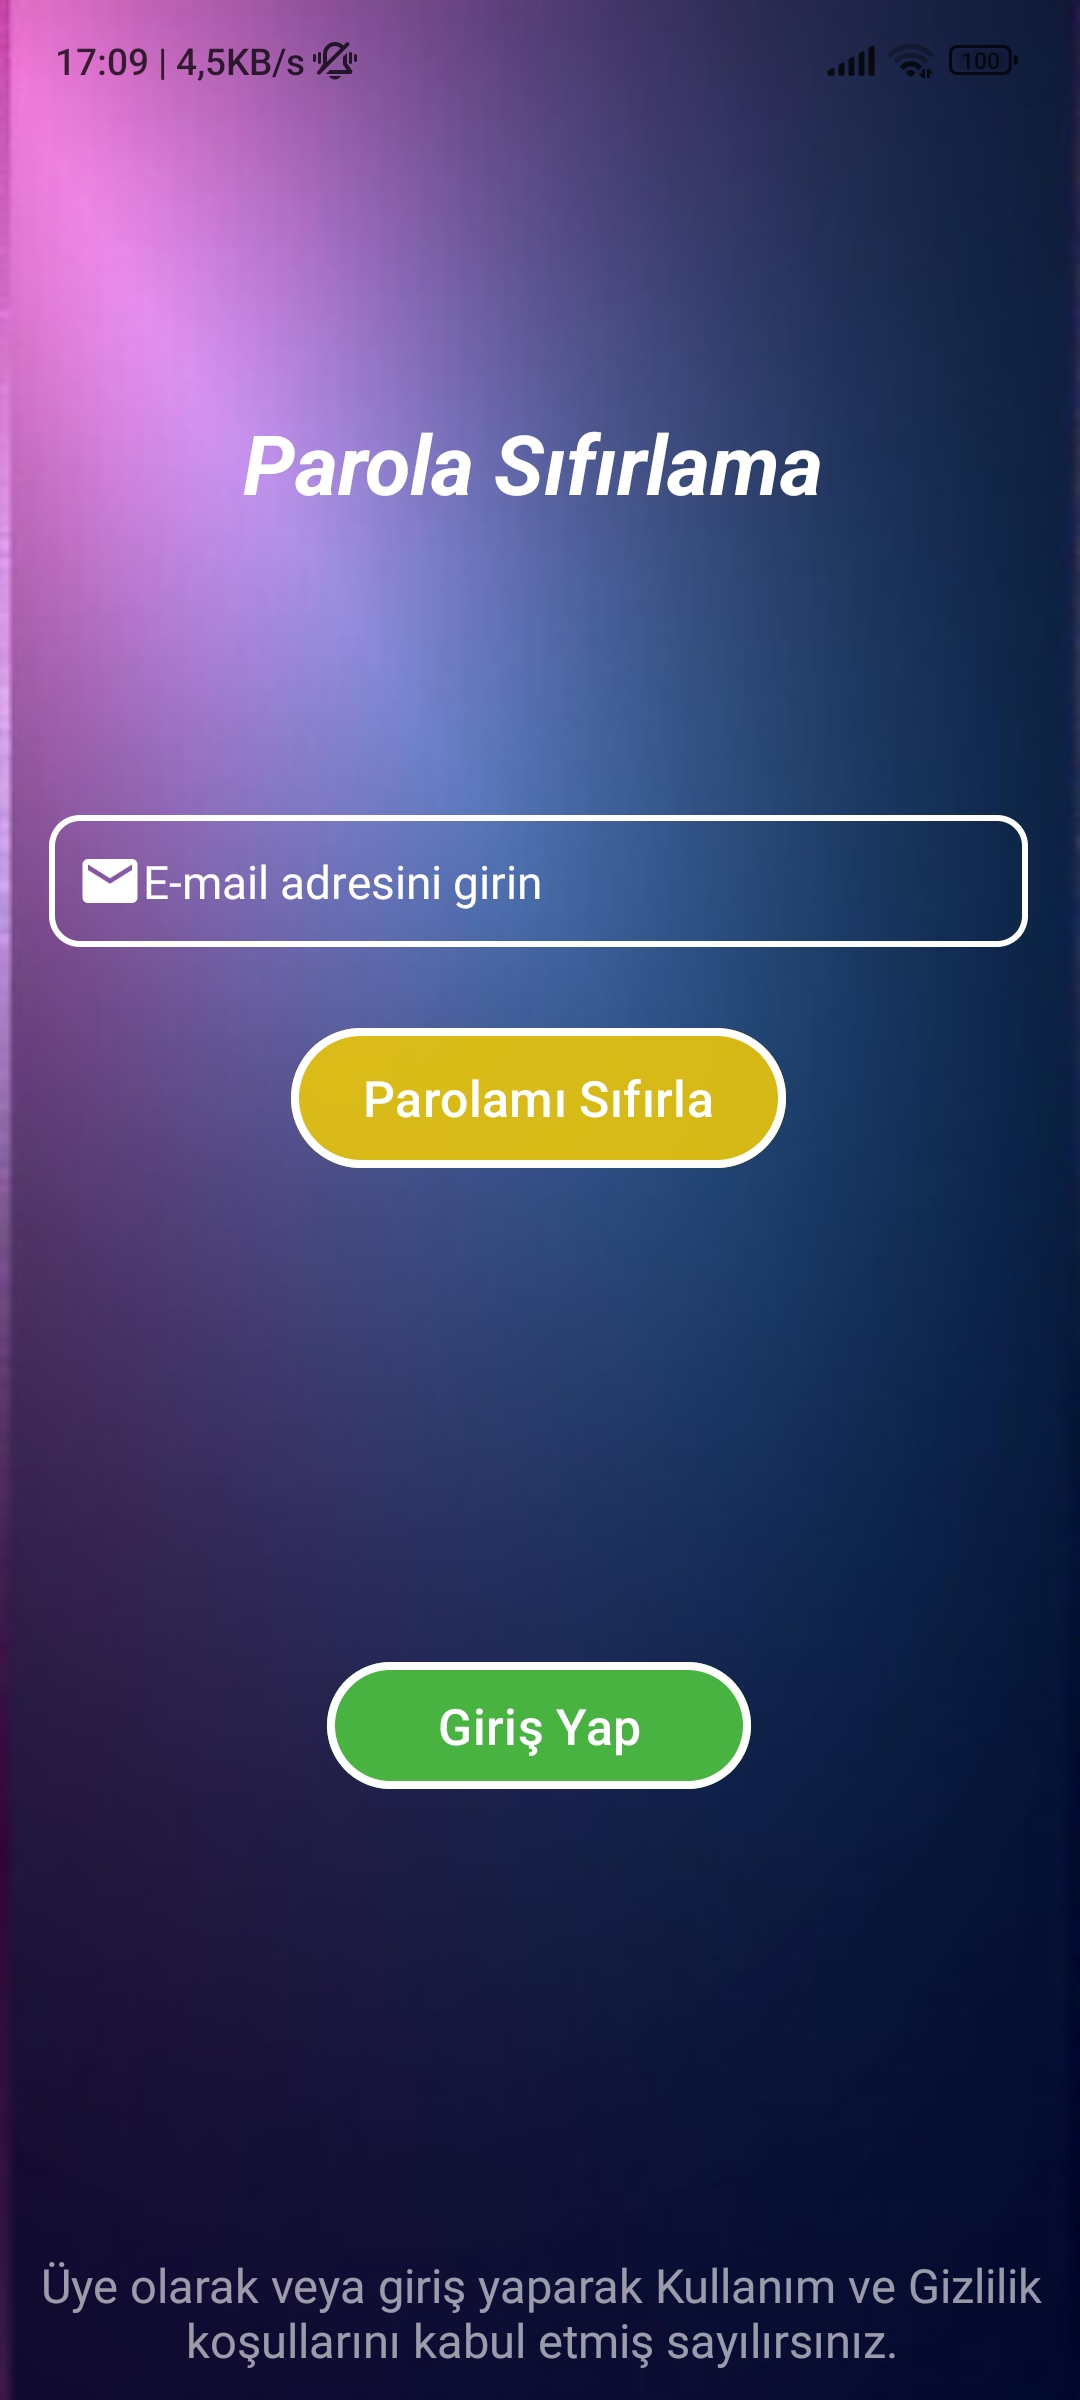 17:09 | 4,5KB/s
100
Parola Sıfırlama
E-mail adresini girin
Parolamı Sıfırla
Giriş Yap
Üye olarak veya giriş yaparak Kullanım ve Gizlilik
koşullarını kabul etmiş sayılırsınız.